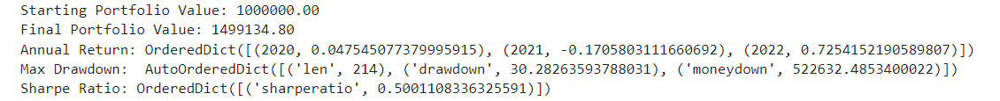 Starting Portfolio Value: 1000000.00
Final Portfolio Value: 1499134.80
Annual Return: OrderedDict([(2020, 0.047545077379995915), (2021, -0.1705803111660692), (2022, 0.7254152190589807)])
Max Drawdown:  AutoOrderedDict([('len', 214), ('drawdown', 30.28263593788031), ('moneydown', 522632.4853400022)])
Sharpe Ratio: OrderedDict([('sharperatio', 0.5001108336325591)])